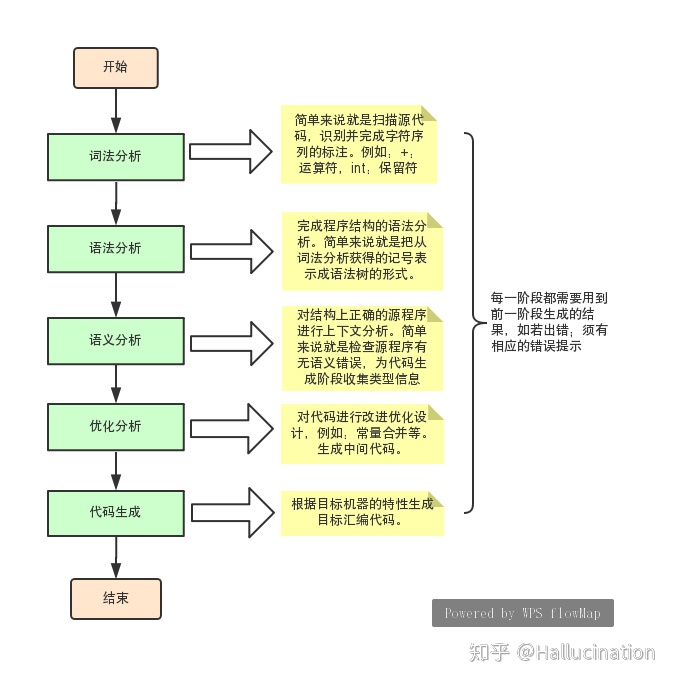 开始
词法分析
简单来说就是扫描源代
码，识别并完成字符序
列的标注。例如；+；
运算符，int；保留符
语法分析
完成程序结构的语法分
析。简单来说就是把从
词法分析获得的记号表
示成语法树的形式。
语义分析
对结构上正确的源程序
进行上下文分析。简单
来说就是检查源程序有
无语义错误，为代码生
成阶段收集类型信息
每一阶段都需要用到
前一阶段生成的结
果，如若出错；须有
相应的错误提示
优化分析
对代码进行改进优化设
计，例如；常量合并等。
生成中间代码。
代码生成
根据目标机器的特性生成
目标汇编代码。
结束
Powered by WPS flowMap
知乎 @Hallucination